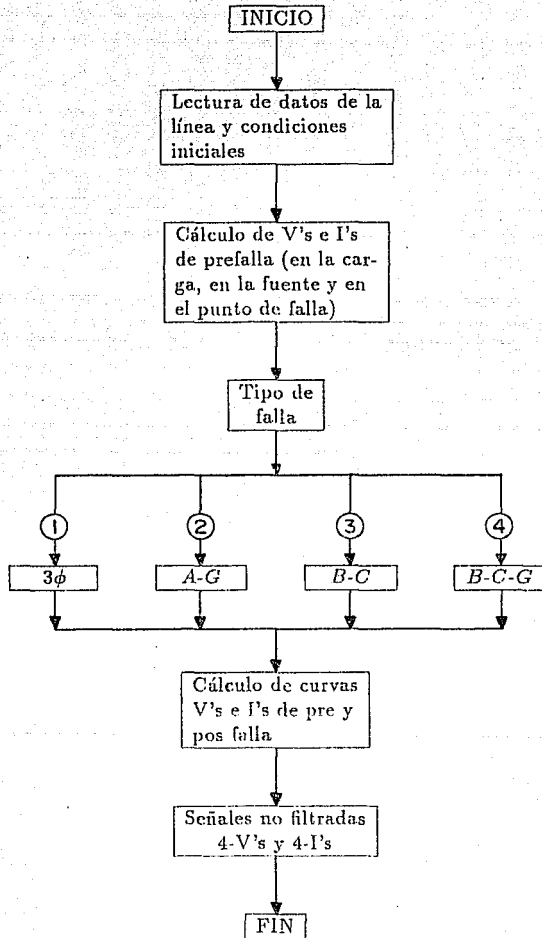 INICIO
Lectura de datos de la
línea y condiciones
iniciales
Cálculo de V's e I's
de prefalla (en la car-
ga, en la fuente y en
el punto de falla)
Tipo de
falla
1 2 3 4
3ϕ A-G B-C B-C-G
Cálculo de curvas
V's e I's de pre y
pos falla
Señales no filtradas
4-V's y 4-I's
FIN